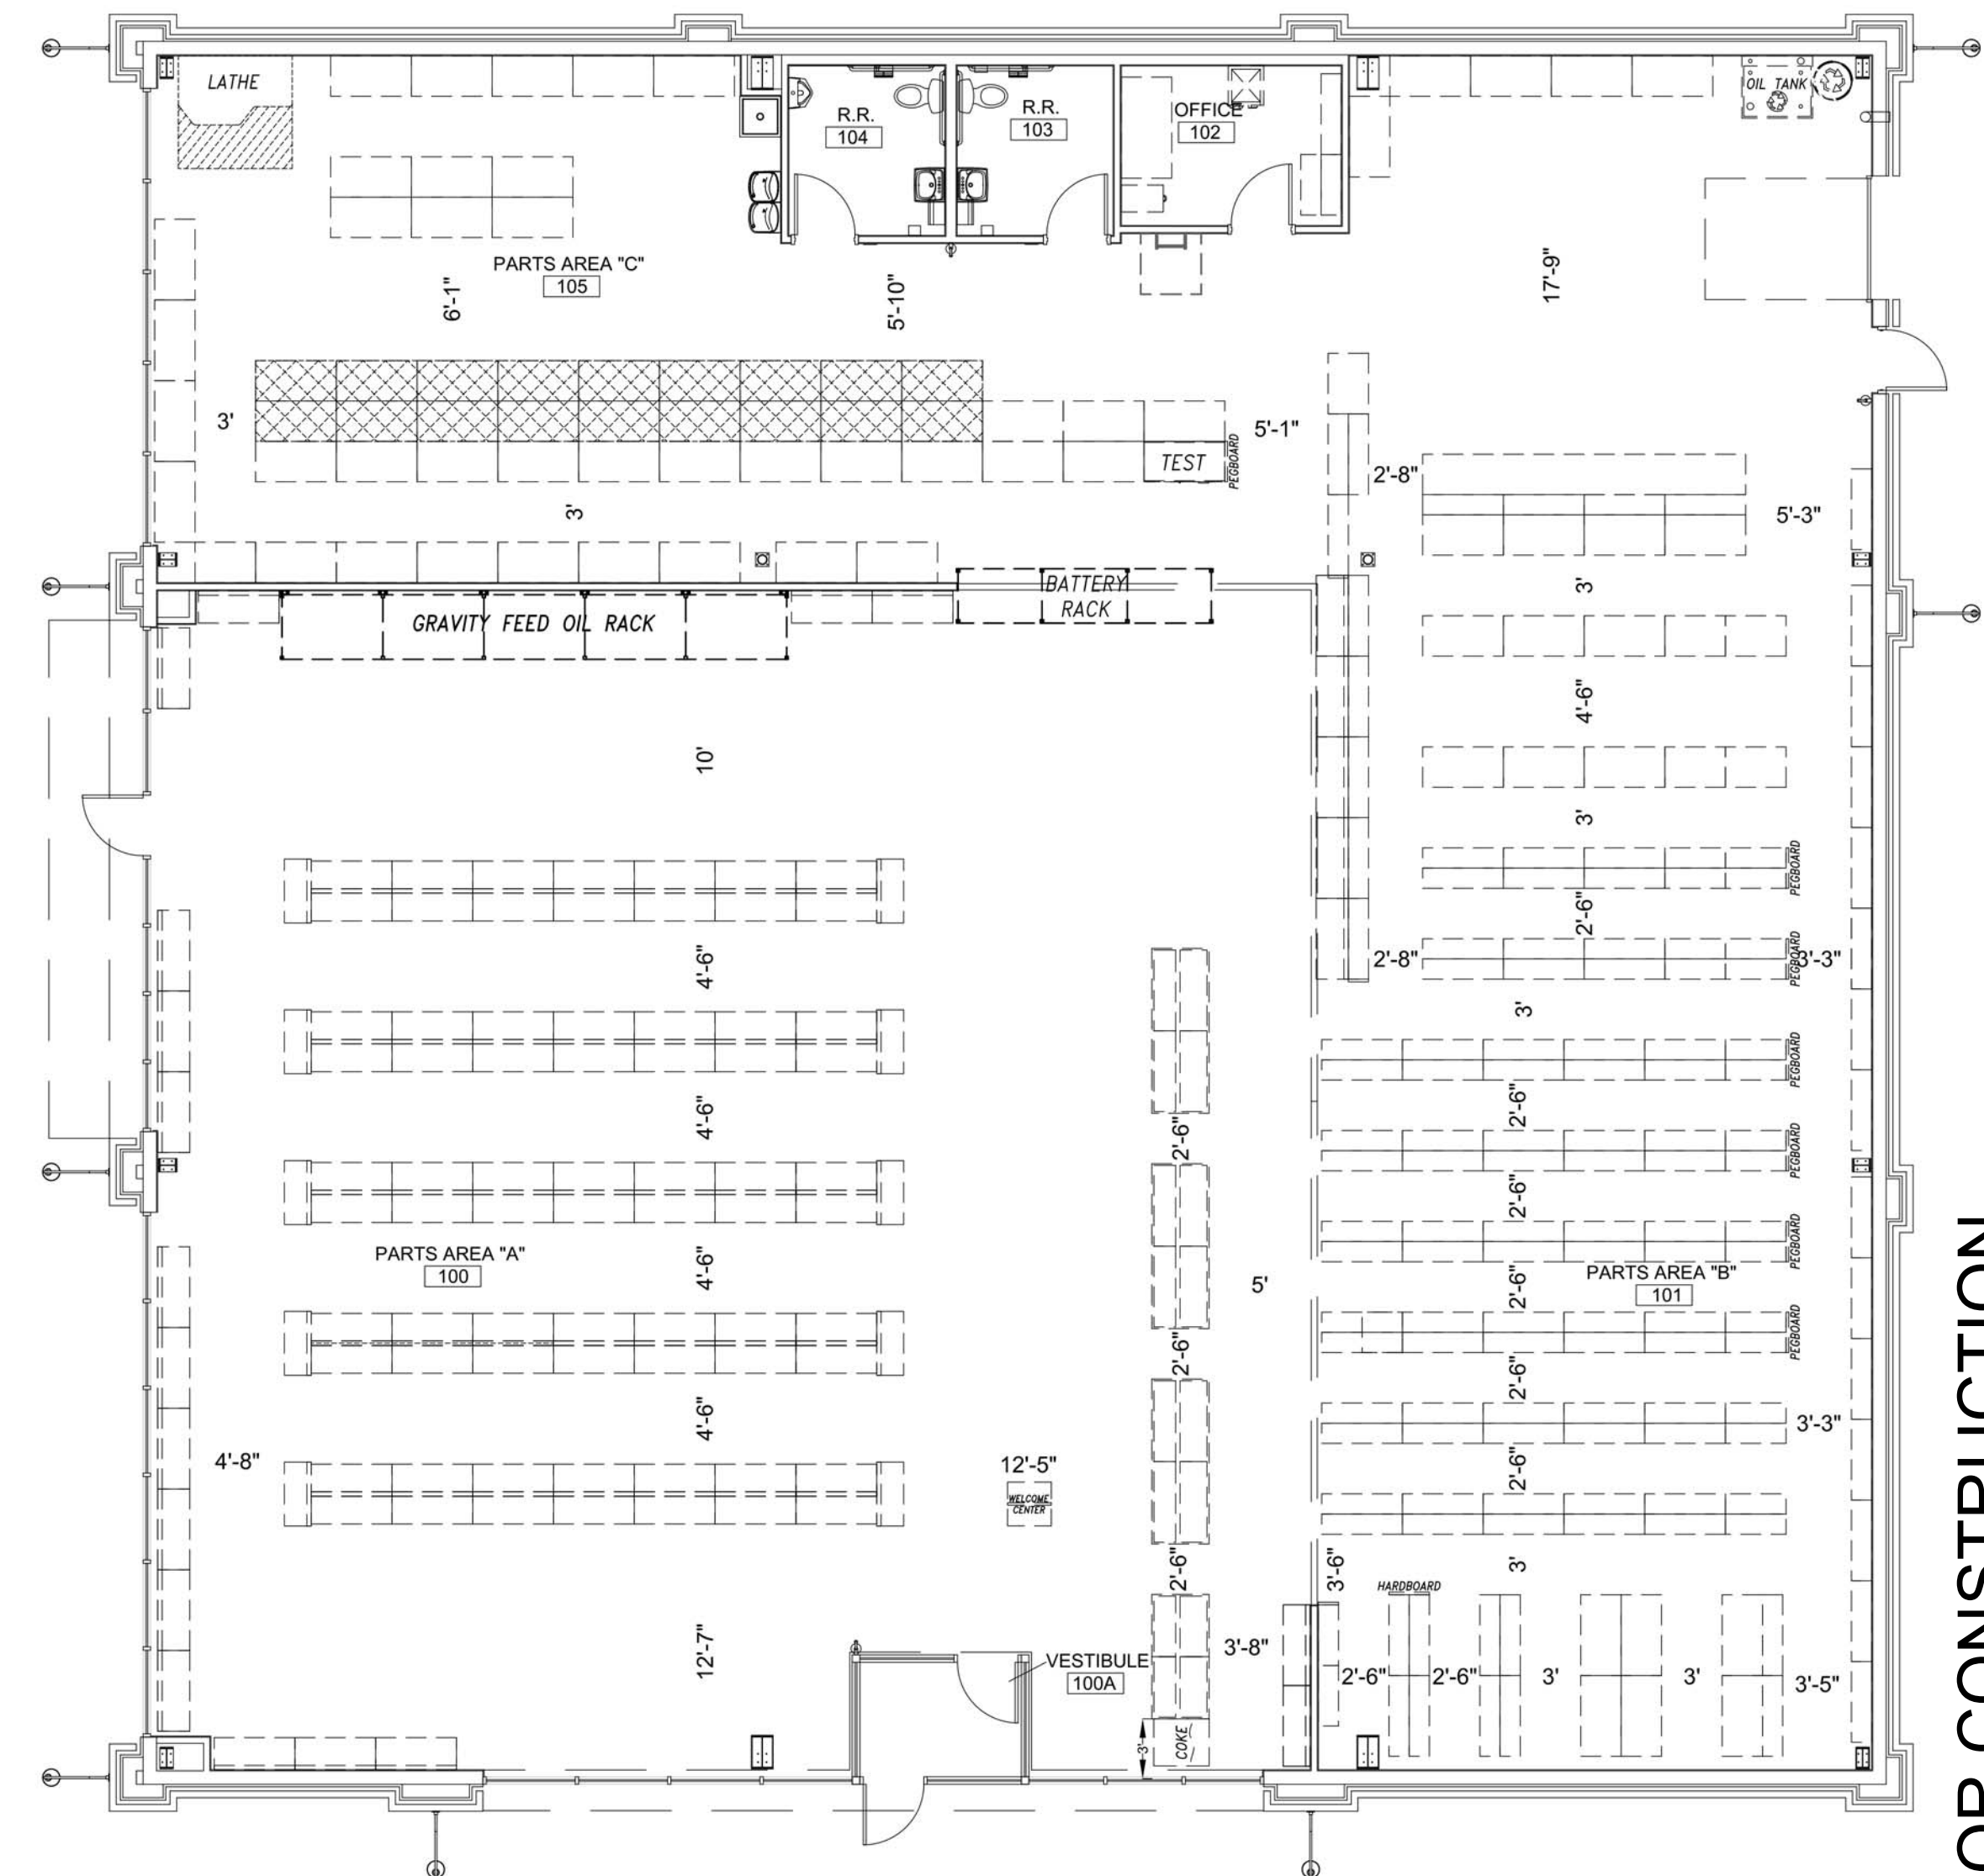 LATHE
R.R.
104
R.R.
103
OFFICE
102
OIL TANK
PARTS AREA "C"
105
6'-1"
5'-10"
17'-9"
3'
5'-1"
TEST
PEGBOARD
2'-8"
5'-3"
3'
BATTERY
RACK
3'
GRAVITY FEED OIL RACK
4'-6"
10'
3'
PEGBOARD
2'-6"
4'-6"
2'-8"
PEGBOARD
3'-3"
3'
PEGBOARD
4'-6"
2'-6"
2'-6"
PEGBOARD
2'-6"
PEGBOARD
PARTS AREA "A"
100
4'-6"
5'
2'-6"
PARTS AREA "B"
101
PEGBOARD
2'-6"
2'-6"
4'-6"
3'-3"
4'-8"
12'-5"
WELCOME
CENTER
2'-6"
2'-6"
3'-6"
3'
HARDBOARD
12'-7"
VESTIBULE
100A
3'-8"
2'-6"
2'-6"
3'
3'
3'-5"
3'
COKE
OR CONSTRUCTION